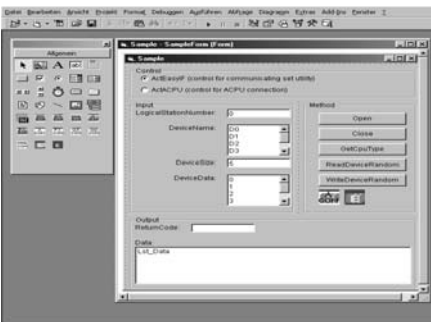 Datei Bearbeiten Ansicht Projekt Format Debuggen Ausführen Abfrage Diagramm Extras Add-Ins Fenster ?
Allgemein
Sample - SampleForm (Form)
Sample
Control
ActEasyIF (control for communicating set utility)
ActACPU (control for ACPU connection)
Input
LogicalStationNumber: 0
DeviceName: D0
D1
D2
D3
DeviceSize: 5
DeviceData: 0
1
2
3
Method
Open
Close
GetCpuType
ReadDeviceRandom
WriteDeviceRandom
Output
ReturnCode:
Data
Lst_Data